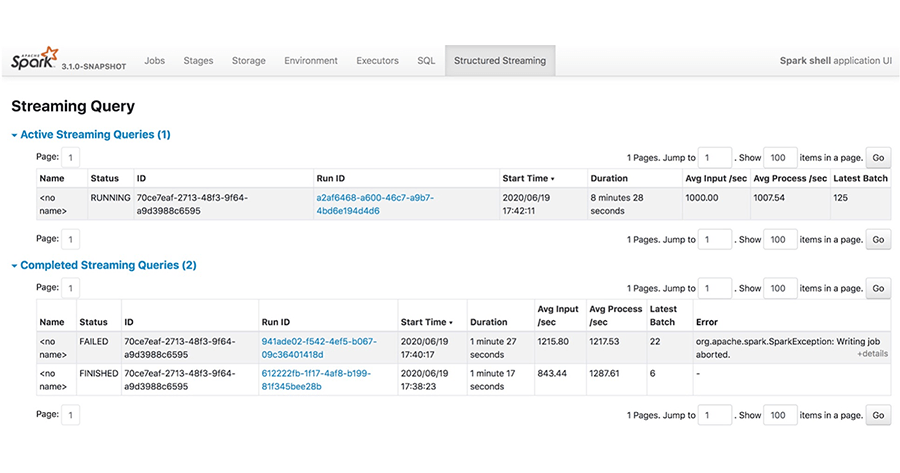 APACHE
Spark 3.1.0-SNAPSHOT Jobs Stages Storage Environment Executors SQL Structured Streaming Spark shell application UI
Streaming Query
Active Streaming Queries (1)
Page: 1 1 Pages. Jump to 1 . Show 100 items in a page. Go
Name Status ID Run ID Start Time Duration Avg Input /sec Avg Process /sec Latest Batch
<no RUNNING 70ce7eaf-2713-48f3-9f64- a2af6468-a600-46c7-a9b7- 2020/06/19 8 minutes 28 1000.00 1007.54 125
name> a9d3988c6595 4bd6e194d4d6 17:42:11 seconds
Page: 1 1 Pages. Jump to 1 . Show 100 items in a page. Go
Completed Streaming Queries (2)
Page: 1 1 Pages. Jump to 1 . Show 100 items in a page. Go
Avg Input Avg Process Latest
Name Status ID Run ID Start Time Duration /sec /sec Batch Error
<no FAILED 70ce7eaf-2713-48f3-9f64- 941ade02-f542-4ef5-b067- 2020/06/19 1 minute 27 1215.80 1217.53 22 org.apache.spark.SparkException: Writing job
name> a9d3988c6595 09c36401418d 17:40:17 seconds aborted. +details
<no FINISHED 70ce7eaf-2713-48f3-9f64- 612222fb-1f17-4af8-b199- 2020/06/19 1 minute 17 843.44 1287.61 6 -
name> a9d3988c6595 81f345bee28b 17:38:23 seconds
Page: 1 1 Pages. Jump to 1 . Show 100 items in a page. Go